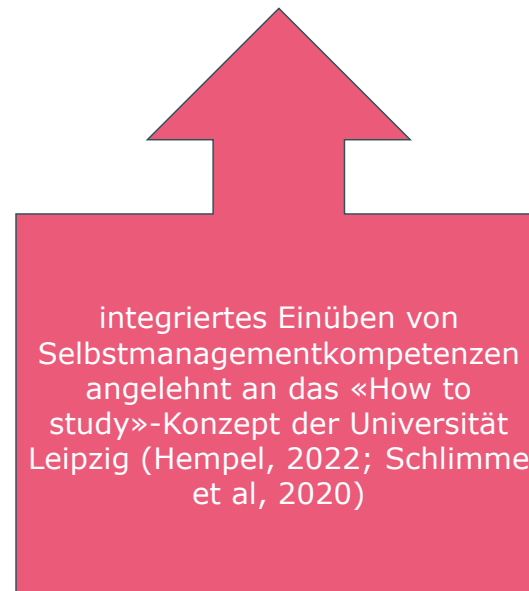 integriertes Einüben von
Selbstmanagementkompetenzen
angelehnt an das «How to
study»-Konzept der Universität
Leipzig (Hempel, 2022; Schlimme
et al, 2020)